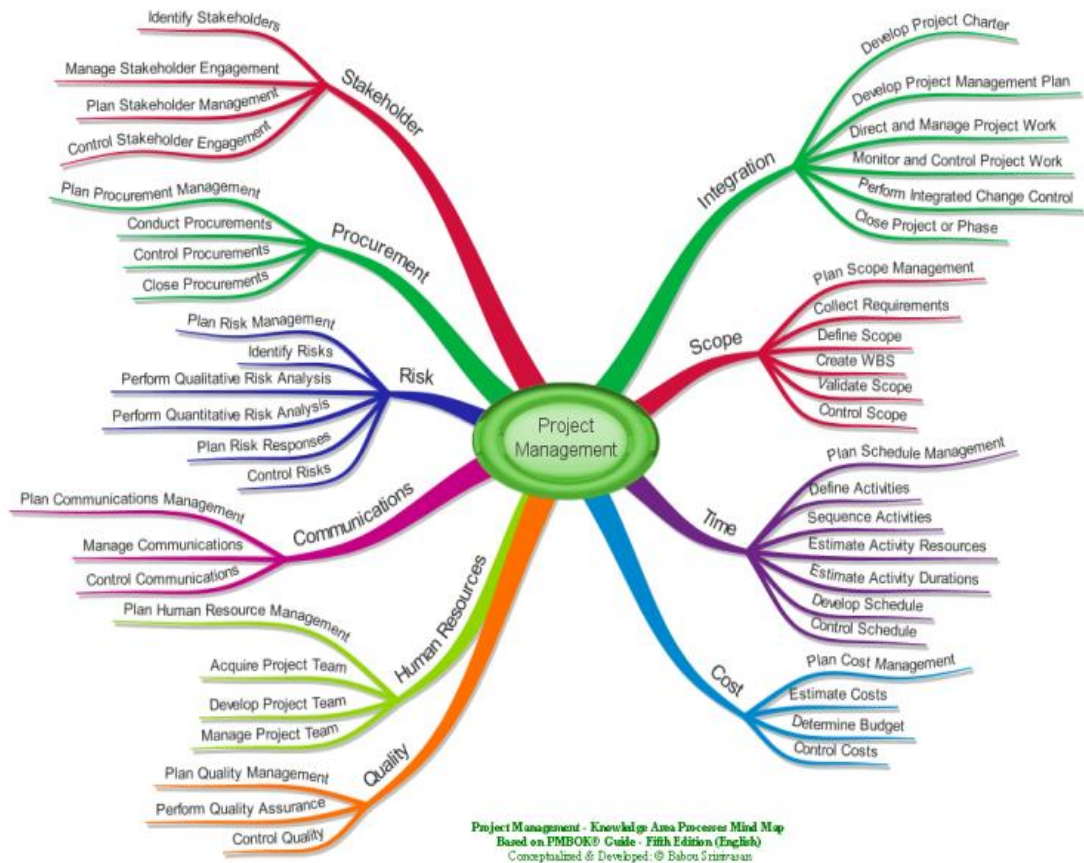 Project
Management
Stakeholder
Identify Stakeholders
Manage Stakeholder Engagement
Plan Stakeholder Management
Control Stakeholder Engagement
Procurement
Plan Procurement Management
Conduct Procurements
Control Procurements
Close Procurements
Risk
Plan Risk Management
Identify Risks
Perform Qualitative Risk Analysis
Perform Quantitative Risk Analysis
Plan Risk Responses
Control Risks
Communications
Plan Communications Management
Manage Communications
Control Communications
Human Resources
Plan Human Resource Management
Acquire Project Team
Develop Project Team
Manage Project Team
Quality
Plan Quality Management
Perform Quality Assurance
Control Quality
Integration
Develop Project Charter
Develop Project Management Plan
Direct and Manage Project Work
Monitor and Control Project Work
Perform Integrated Change Control
Close Project or Phase
Scope
Plan Scope Management
Collect Requirements
Define Scope
Create WBS
Validate Scope
Control Scope
Time
Plan Schedule Management
Define Activities
Sequence Activities
Estimate Activity Resources
Estimate Activity Durations
Develop Schedule
Control Schedule
Cost
Plan Cost Management
Estimate Costs
Determine Budget
Control Costs
Project Management - Knowledge Area Processes Mind Map
Based on PMBOK® Guide - Fifth Edition (English)
Conceptualized & Developed: © Babou Srinivasan